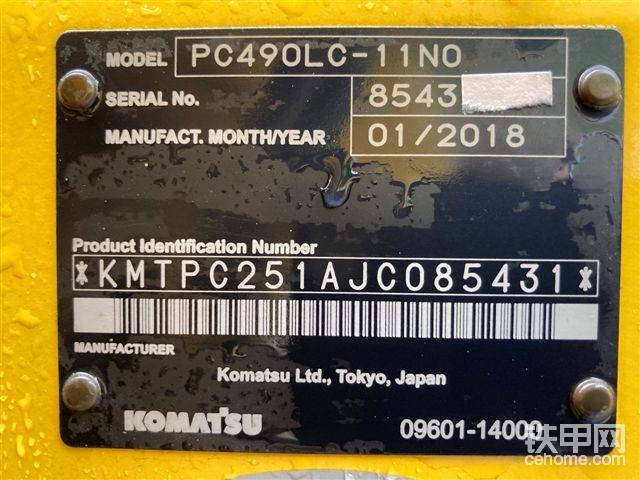 MODEL PC490LC-11N0
SERIAL No. 8543
MANUFACT. MONTH/YEAR 01/2018
Product Identification Number
*KMTPC251AJC085431*
MANUFACTURER
Komatsu Ltd., Tokyo, Japan
KOMATSU 09601-14000
铁甲网
cehome.com